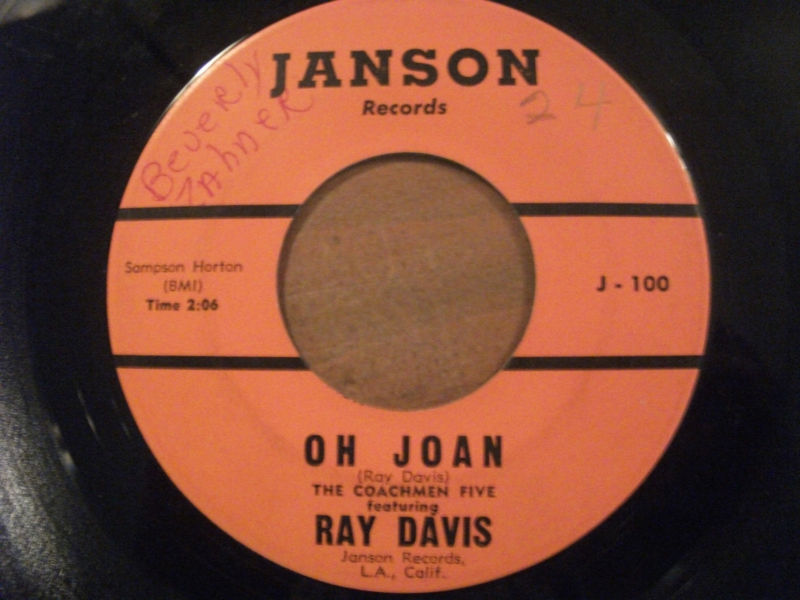 JANSON
Records
Beverly
ZAhnER
24
Sampson Horton
(BMI)
Time 2:06
J - 100
OH JOAN
(Ray Davis)
THE COACHMEN FIVE
featuring
RAY DAVIS
Janson Records,
L.A., Calif.